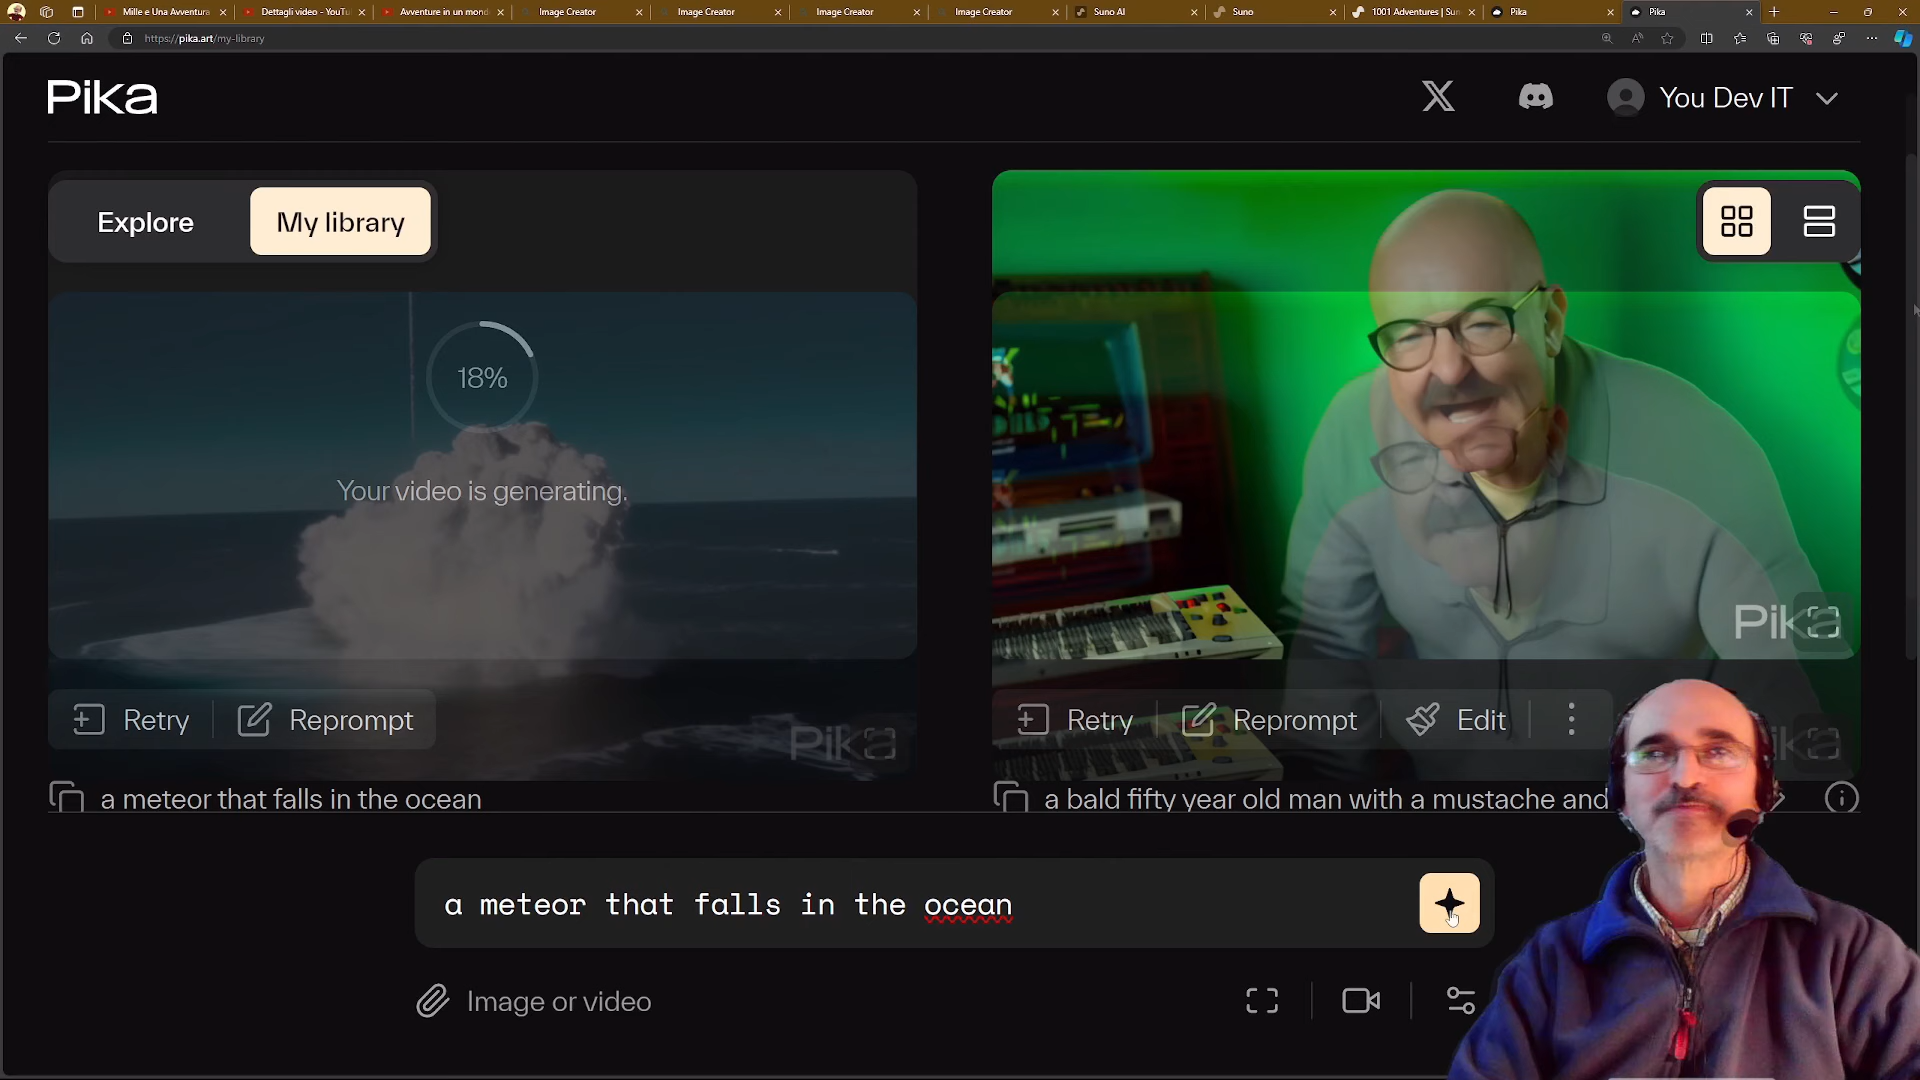 Mille e Una Avventura
Dettagli video - YouTu
Avventure in un mond
Image Creator
Image Creator
Image Creator
Image Creator
Suno AI
Suno
1001 Adventures | Sun
Pika
Pika
https://pika.art/my-library
Pika
You Dev IT
Explore
My library
18%
Your video is generating.
Pika
Retry
Reprompt
Retry
Reprompt
Edit
Pika
a meteor that falls in the ocean
a bald fifty year old man with a mustache and
a meteor that falls in the ocean
Image or video